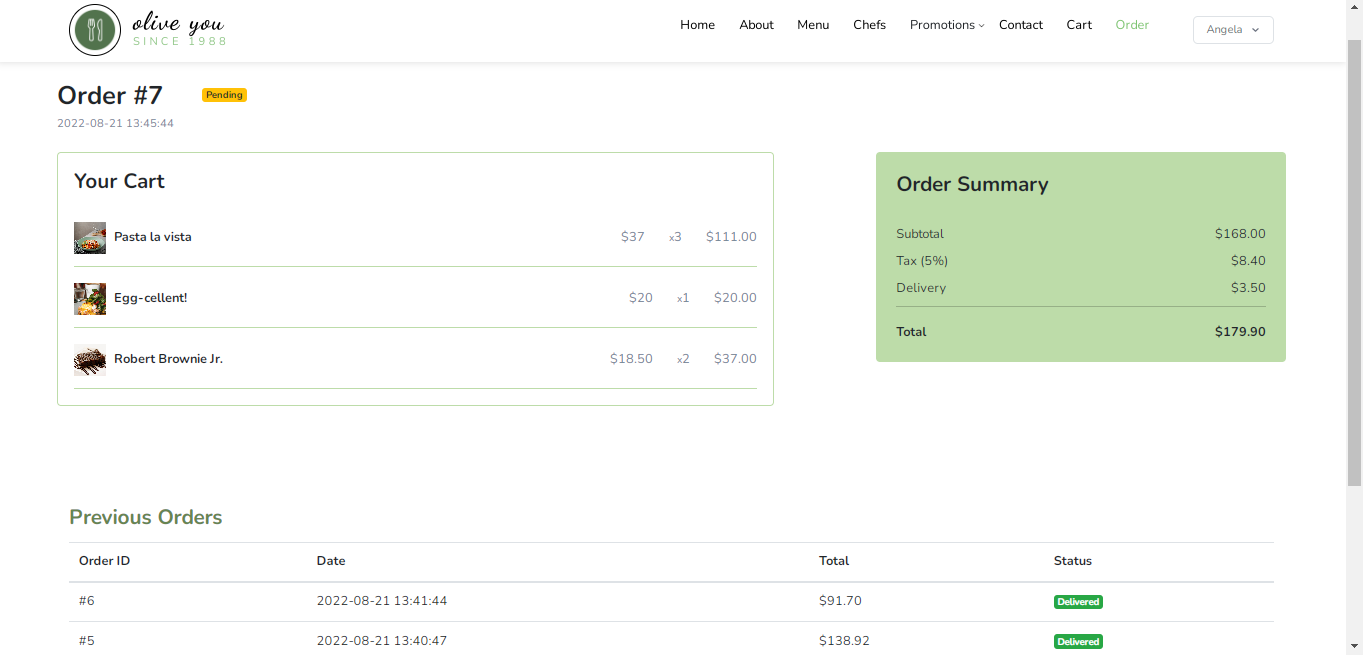 olive you
SINCE 1988
Home About Menu Chefs Promotions Contact Cart Order Angela
Order #7 Pending
2022-08-21 13:45:44
Your Cart
Pasta la vista $37 x3 $111.00
Egg-cellent! $20 x1 $20.00
Robert Brownie Jr. $18.50 x2 $37.00
Order Summary
Subtotal $168.00
Tax (5%) $8.40
Delivery $3.50
Total $179.90
Previous Orders
Order ID Date Total Status
#6 2022-08-21 13:41:44 $91.70 Delivered
#5 2022-08-21 13:40:47 $138.92 Delivered